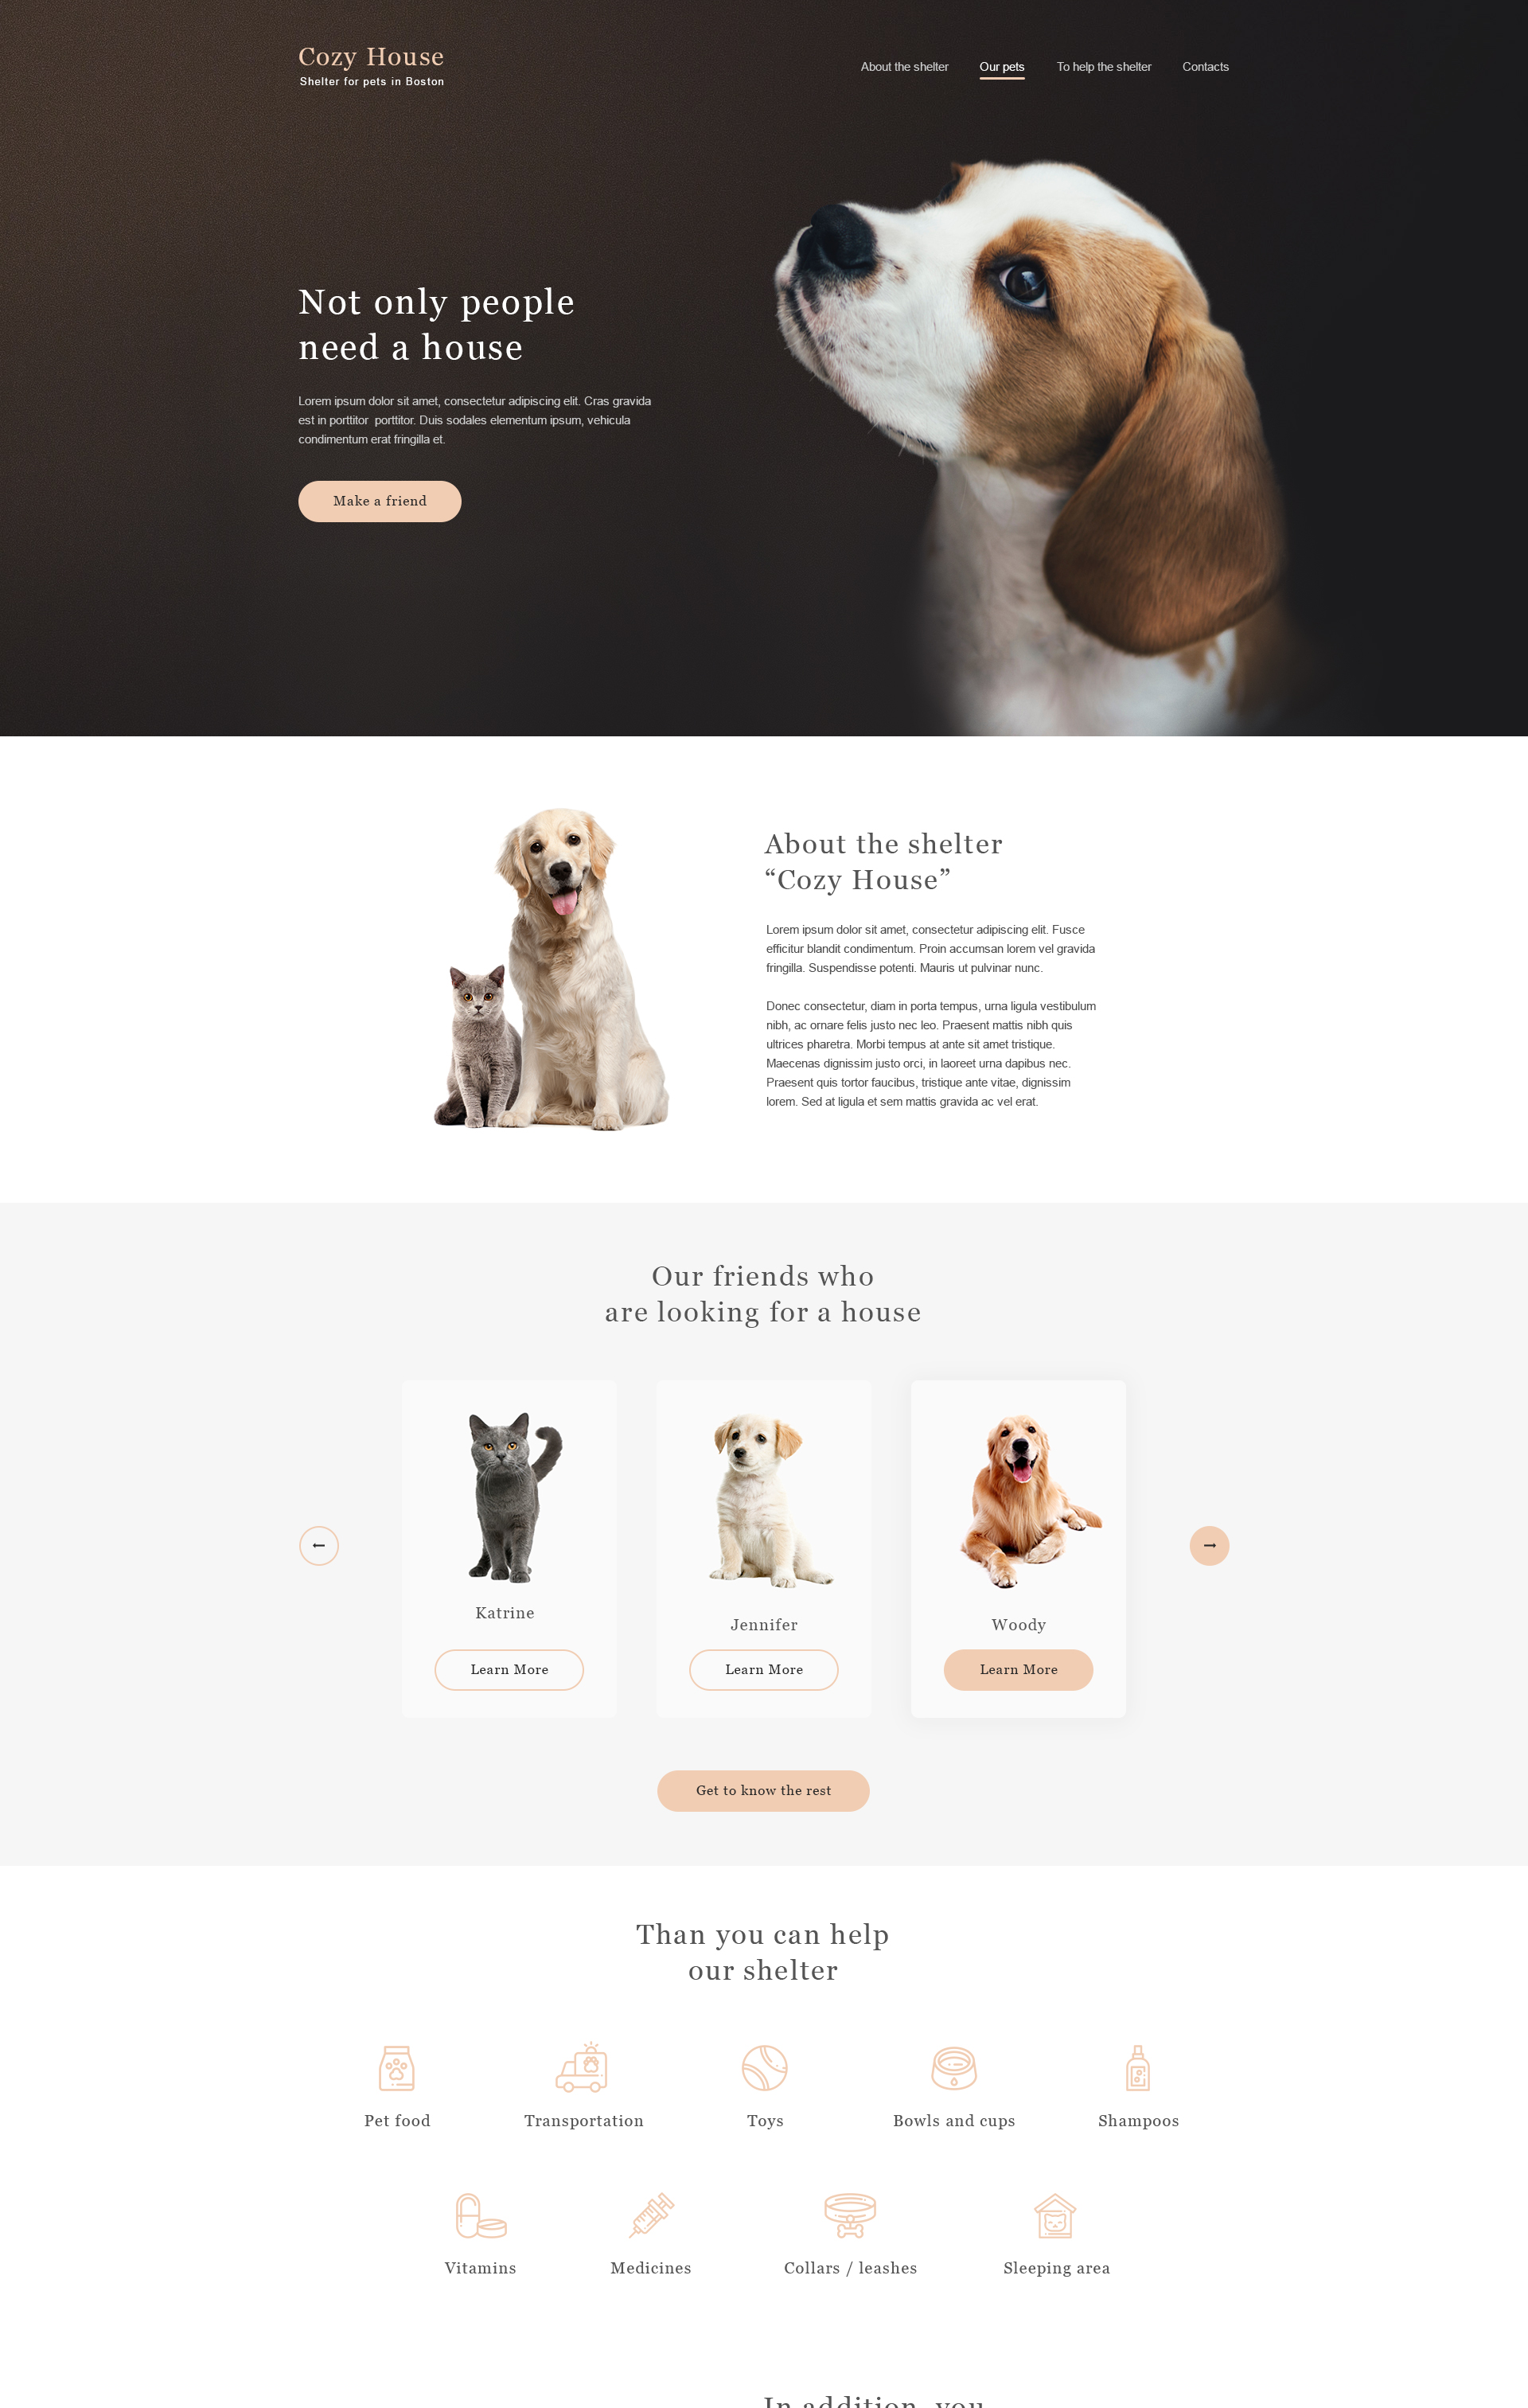 Cozy House
Shelter for pets in Boston
About the shelter
Our pets
To help the shelter
Contacts
Not only people
need a house
Lorem ipsum dolor sit amet, consectetur adipiscing elit. Cras gravida
est in porttitor  porttitor. Duis sodales elementum ipsum, vehicula
condimentum erat fringilla et.
Make a friend
About the shelter
“Cozy House”
Lorem ipsum dolor sit amet, consectetur adipiscing elit. Fusce
efficitur blandit condimentum. Proin accumsan lorem vel gravida
fringilla. Suspendisse potenti. Mauris ut pulvinar nunc.
Donec consectetur, diam in porta tempus, urna ligula vestibulum
nibh, ac ornare felis justo nec leo. Praesent mattis nibh quis
ultrices pharetra. Morbi tempus at ante sit amet tristique.
Maecenas dignissim justo orci, in laoreet urna dapibus nec.
Praesent quis tortor faucibus, tristique ante vitae, dignissim
lorem. Sed at ligula et sem mattis gravida ac vel erat.
Our friends who
are looking for a house
Katrine
Learn More
Jennifer
Learn More
Woody
Learn More
Get to know the rest
Than you can help
our shelter
Pet food
Transportation
Toys
Bowls and cups
Shampoos
Vitamins
Medicines
Collars / leashes
Sleeping area
In addition, you